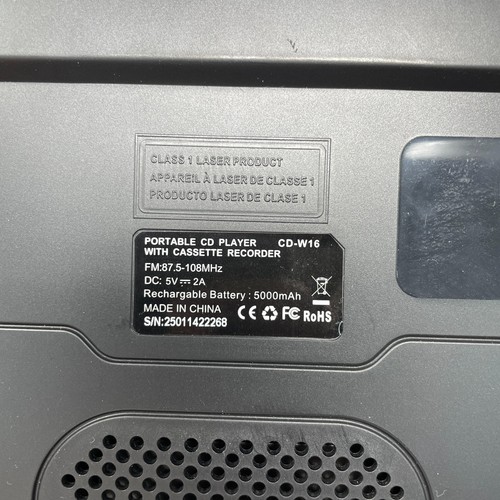 CLASS 1 LASER PRODUCT
APPAREIL À LASER DE CLASSE 1
PRODUCTO LASER DE CLASE 1
PORTABLE CD PLAYER CD-W16
WITH CASSETTE RECORDER
FM:87.5-108MHz
DC: 5V⎓2A
Rechargable Battery : 5000mAh
MADE IN CHINA
CE FC RoHS
S/N:25011422268